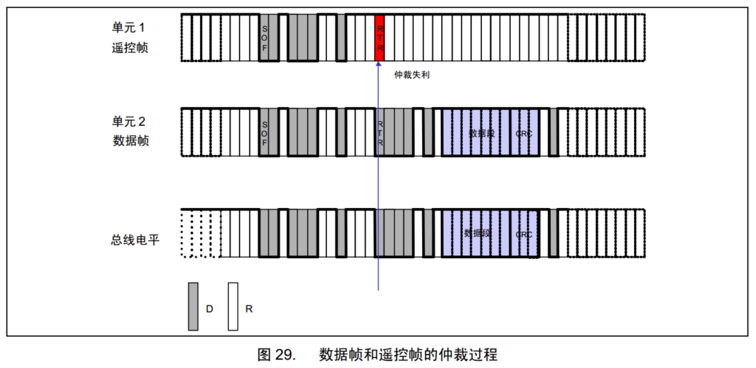 单元 1
遥控帧
SOF
RTR
仲裁失利
单元 2
数据帧
SOF
RTR
数据段
CRC
总线电平
数据段
CRC
D
R
图 29. 数据帧和遥控帧的仲裁过程